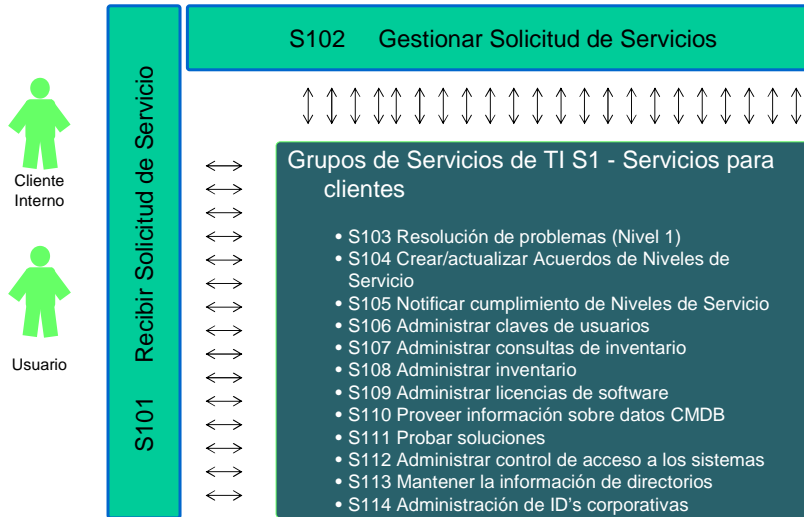 S102 Gestionar Solicitud de Servicios
Cliente
Interno
Usuario
S101 Recibir Solicitud de Servicio
Grupos de Servicios de TI S1 - Servicios para
clientes
• S103 Resolución de problemas (Nivel 1)
• S104 Crear/actualizar Acuerdos de Niveles de
Servicio
• S105 Notificar cumplimiento de Niveles de Servicio
• S106 Administrar claves de usuarios
• S107 Administrar consultas de inventario
• S108 Administrar inventario
• S109 Administrar licencias de software
• S110 Proveer información sobre datos CMDB
• S111 Probar soluciones
• S112 Administrar control de acceso a los sistemas
• S113 Mantener la información de directorios
• S114 Administración de ID’s corporativas